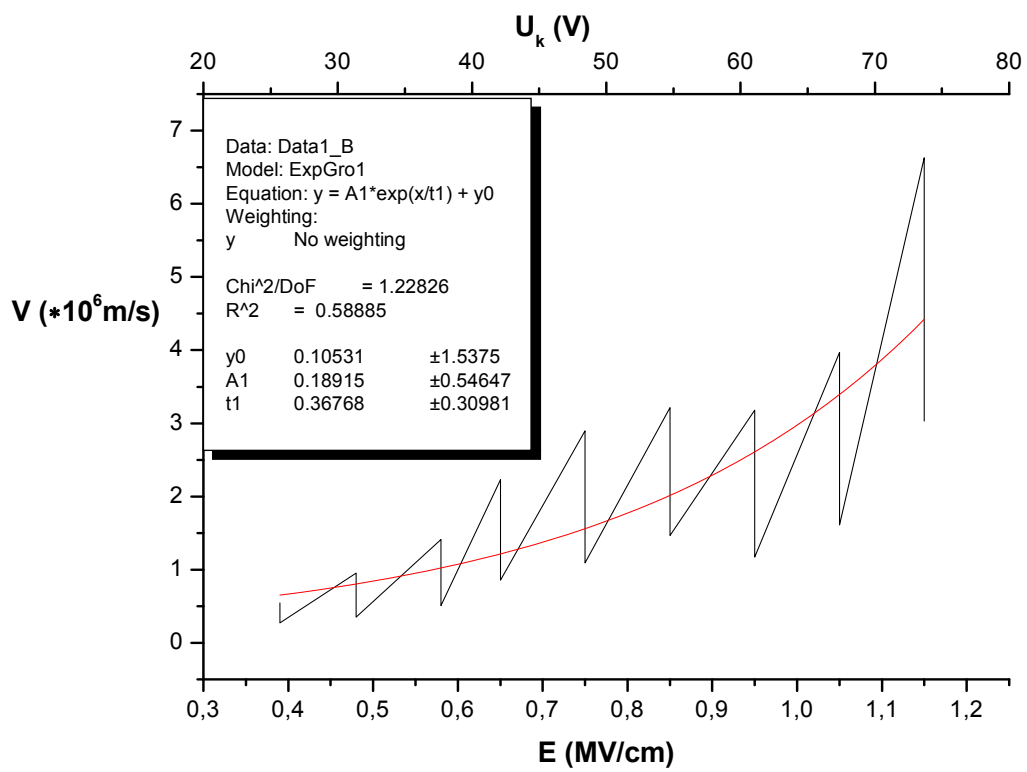 U_k (V)
20 30 40 50 60 70 80
Data: Data1_B
Model: ExpGro1
Equation: y = A1*exp(x/t1) + y0
Weighting:
y No weighting
Chi^2/DoF = 1.22826
R^2 = 0.58885
y0 0.10531 ±1.5375
A1 0.18915 ±0.54647
t1 0.36768 ±0.30981
7
6
5
4
3
2
1
0
V (*10^6m/s)
0,3 0,4 0,5 0,6 0,7 0,8 0,9 1,0 1,1 1,2
E (MV/cm)